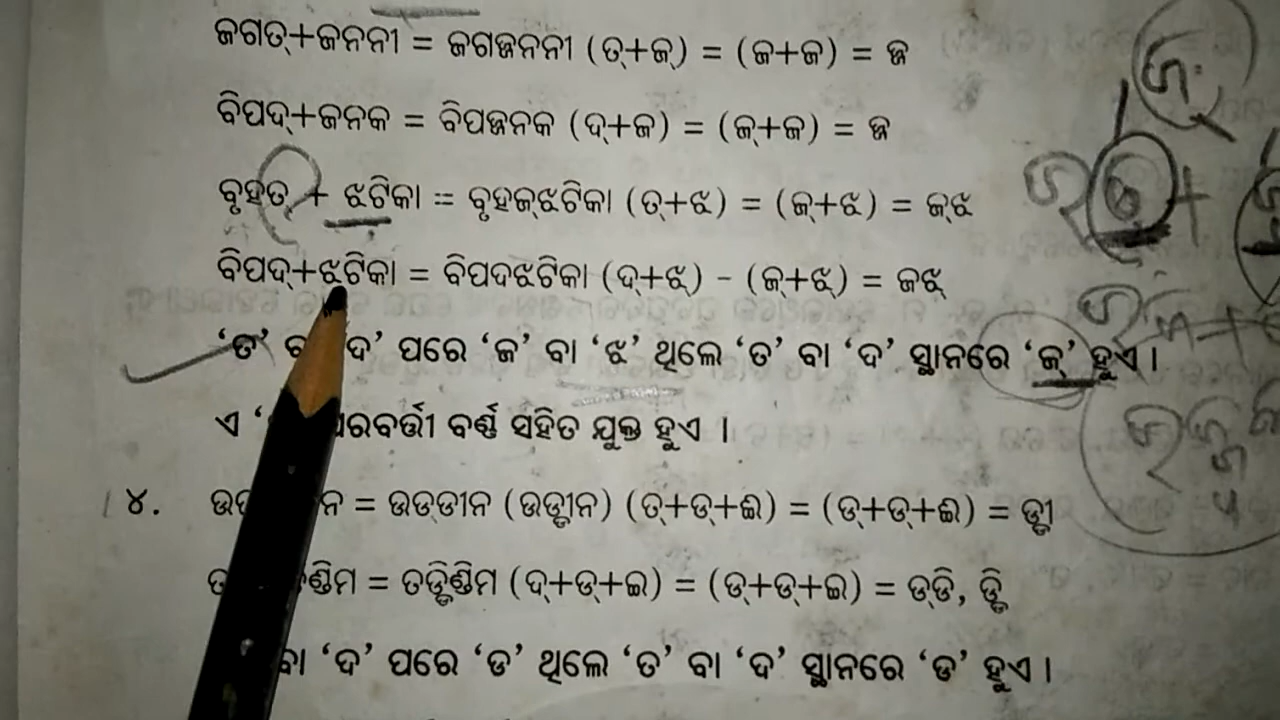 ଜଗତ୍+ଜନନୀ = ଜଗଜ୍ଜନନୀ (ତ୍+ଜ୍) = (ଜ+ଜ) = ଜ୍ଜ
ବିପଦ୍+ଜନକ = ବିପଜ୍ଜନକ (ଦ୍+ଜ) = (ଜ୍+ଜ) = ଜ୍ଜ
ବୃହତ୍ + ଝଟିକା = ବୃହଜ୍‌ଝଟିକା (ତ୍+ଝ) = (ଜ୍+ଝ) = ଜ୍‌ଝ
ବିପଦ୍+ଝଟିକା = ବିପଦଝଟିକା (ଦ୍+ଝ୍) - (ଜ୍+ଝ୍) = ଜଝ୍
‘ତ’ ଦ’ ପରେ ‘ଜ’ ବା ‘ଝ’ ଥିଲେ ‘ତ’ ବା ‘ଦ’ ସ୍ଥାନରେ ‘ଜ୍’ ହୁଏ ।
ଏ ‘ ପରବର୍ତ୍ତୀ ବର୍ଣ୍ଣ ସହିତ ଯୁକ୍ତ ହୁଏ ।
୪. = ଉଡ୍‌ଡୀନ (ଉଡ୍ଡୀନ) (ତ୍+ଡ୍+ଈ) = (ଡ୍+ଡ୍+ଈ) = ଡ୍ଡୀ
= ତଡ୍ଡିଣ୍ଡିମ (ଦ୍+ଡ୍+ଇ) = (ଡ୍+ଡ୍+ଇ) = ଡ୍‌ଡି, ଡ୍ଡି
ବା ‘ଦ’ ପରେ ‘ଡ’ ଥିଲେ ‘ତ’ ବା ‘ଦ’ ସ୍ଥାନରେ ‘ଡ’ ହୁଏ ।